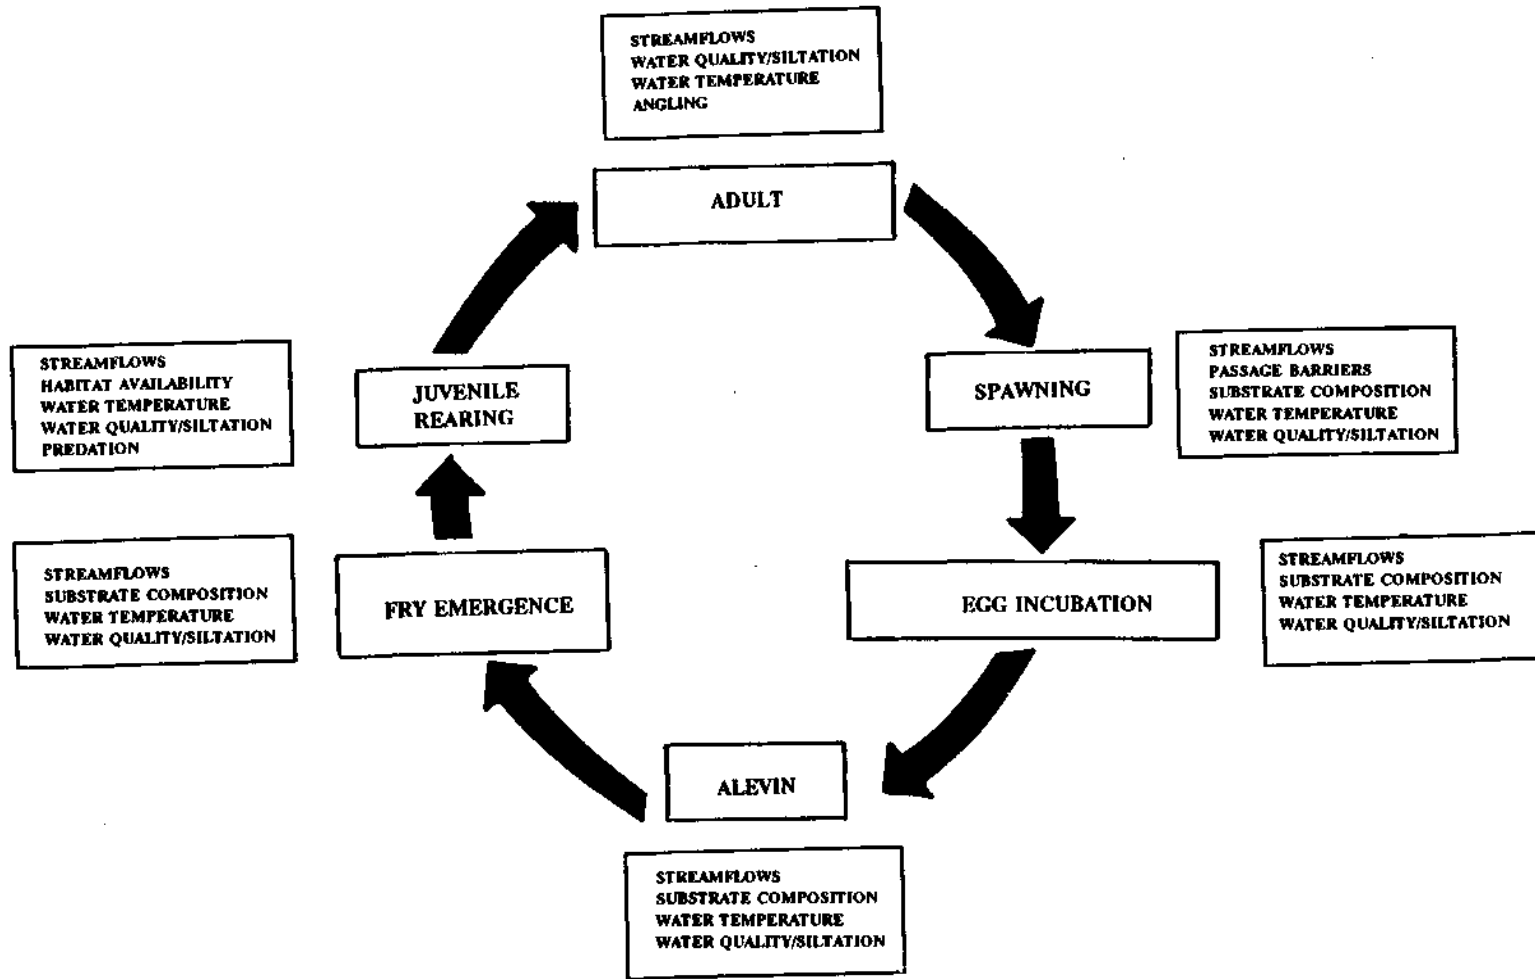 STREAMFLOWS
WATER QUALITY/SILTATION
WATER TEMPERATURE
ANGLING
ADULT
STREAMFLOWS
HABITAT AVAILABILITY
WATER TEMPERATURE
WATER QUALITY/SILTATION
PREDATION
JUVENILE
REARING
SPAWNING
STREAMFLOWS
PASSAGE BARRIERS
SUBSTRATE COMPOSITION
WATER TEMPERATURE
WATER QUALITY/SILTATION
STREAMFLOWS
SUBSTRATE COMPOSITION
WATER TEMPERATURE
WATER QUALITY/SILTATION
FRY EMERGENCE
EGG INCUBATION
STREAMFLOWS
SUBSTRATE COMPOSITION
WATER TEMPERATURE
WATER QUALITY/SILTATION
ALEVIN
STREAMFLOWS
SUBSTRATE COMPOSITION
WATER TEMPERATURE
WATER QUALITY/SILTATION